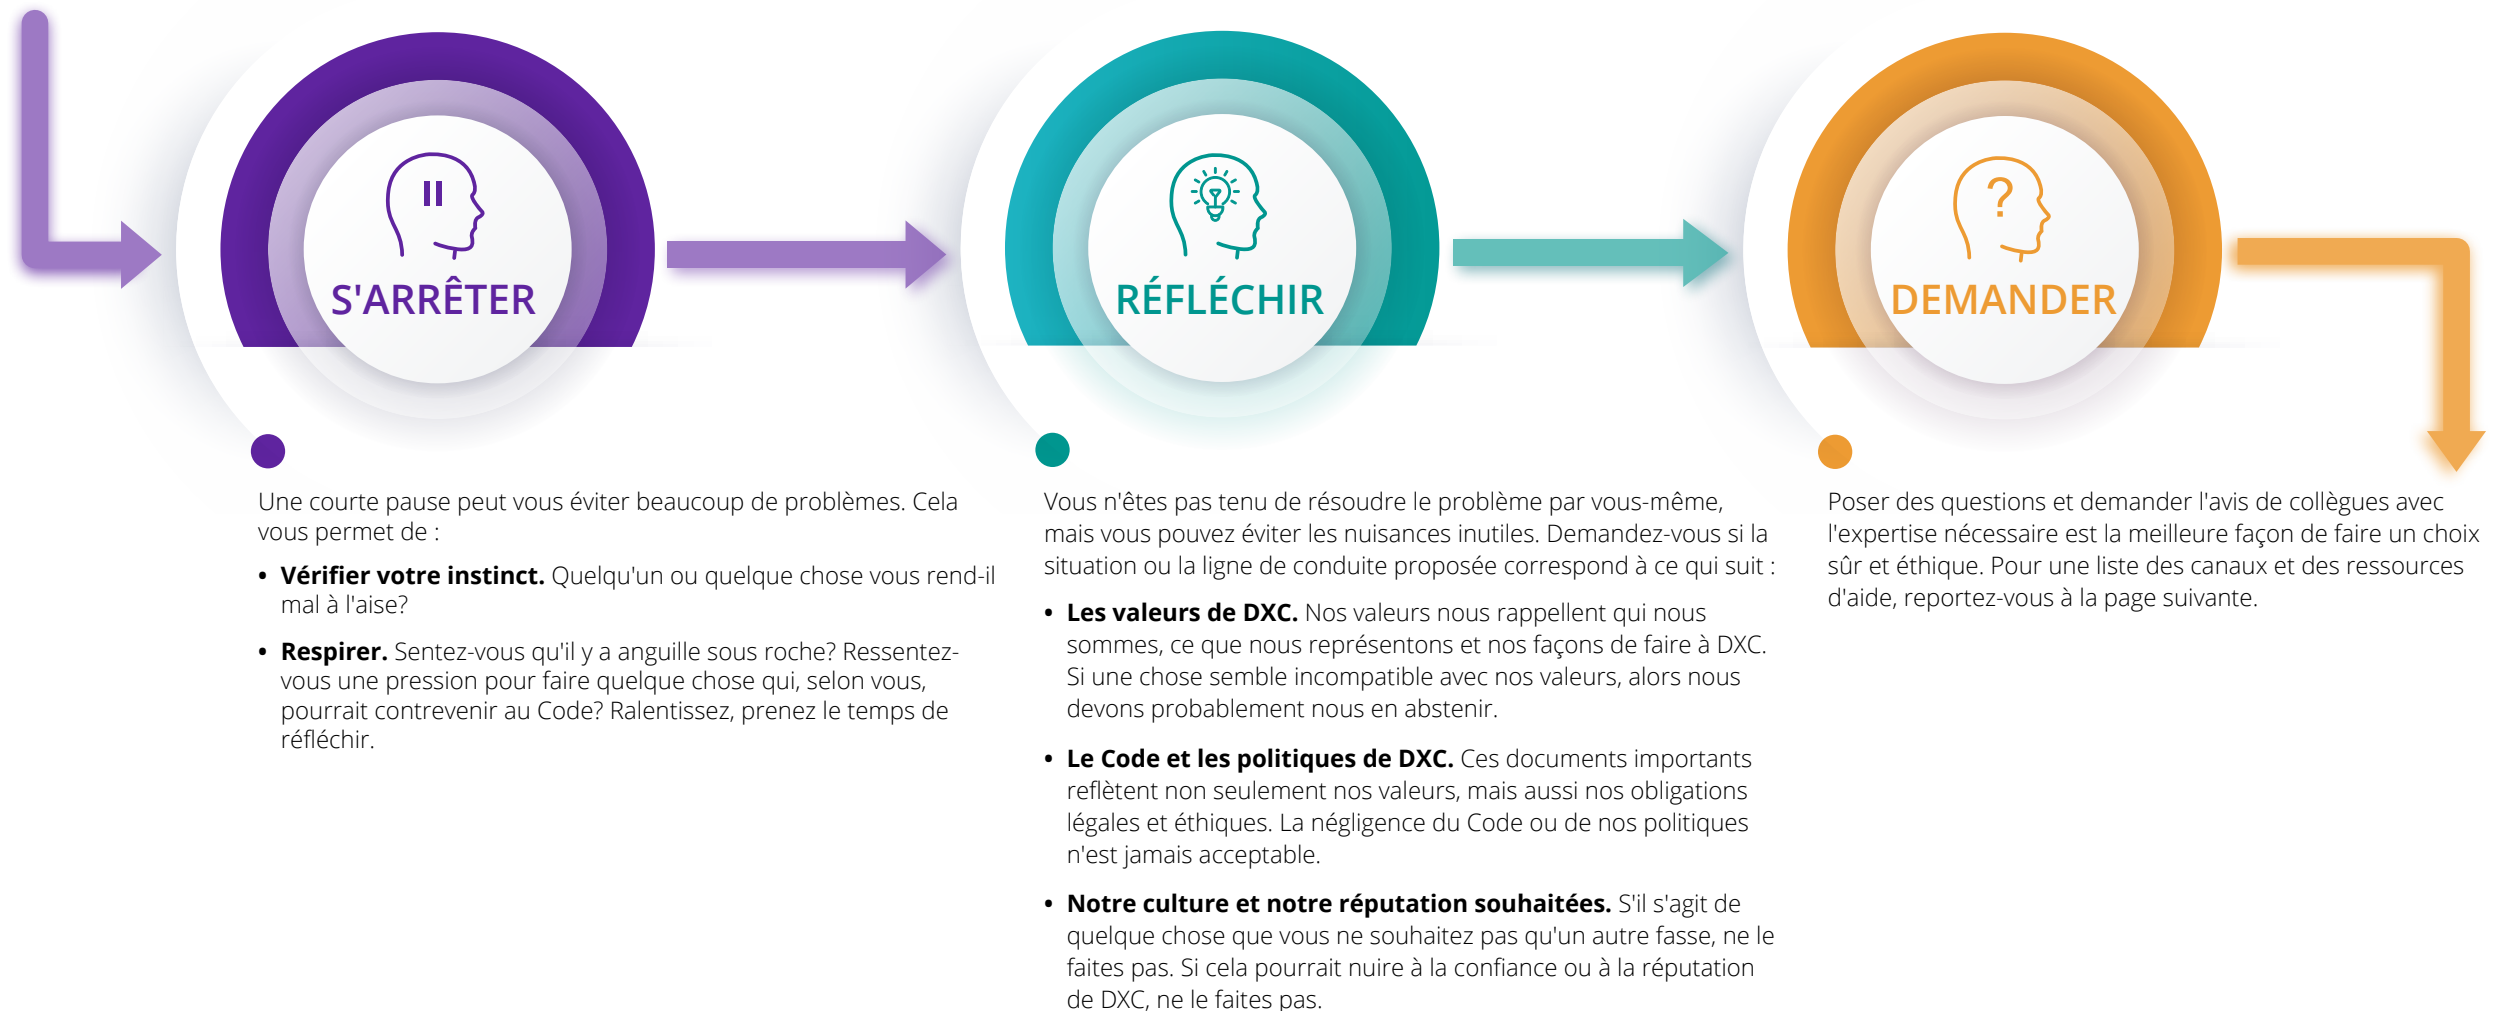 S'ARRÊTER
Une courte pause peut vous éviter beaucoup de problèmes. Cela
vous permet de :
• Vérifier votre instinct. Quelqu'un ou quelque chose vous rend-il
mal à l'aise?
• Respirer. Sentez-vous qu'il y a anguille sous roche? Ressentez-
vous une pression pour faire quelque chose qui, selon vous,
pourrait contrevenir au Code? Ralentissez, prenez le temps de
réfléchir.
RÉFLÉCHIR
Vous n'êtes pas tenu de résoudre le problème par vous-même,
mais vous pouvez éviter les nuisances inutiles. Demandez-vous si la
situation ou la ligne de conduite proposée correspond à ce qui suit :
• Les valeurs de DXC. Nos valeurs nous rappellent qui nous
sommes, ce que nous représentons et nos façons de faire à DXC.
Si une chose semble incompatible avec nos valeurs, alors nous
devons probablement nous en abstenir.
• Le Code et les politiques de DXC. Ces documents importants
reflètent non seulement nos valeurs, mais aussi nos obligations
légales et éthiques. La négligence du Code ou de nos politiques
n'est jamais acceptable.
• Notre culture et notre réputation souhaitées. S'il s'agit de
quelque chose que vous ne souhaitez pas qu'un autre fasse, ne le
faites pas. Si cela pourrait nuire à la confiance ou à la réputation
de DXC, ne le faites pas.
?
DEMANDER
Poser des questions et demander l'avis de collègues avec
l'expertise nécessaire est la meilleure façon de faire un choix
sûr et éthique. Pour une liste des canaux et des ressources
d'aide, reportez-vous à la page suivante.